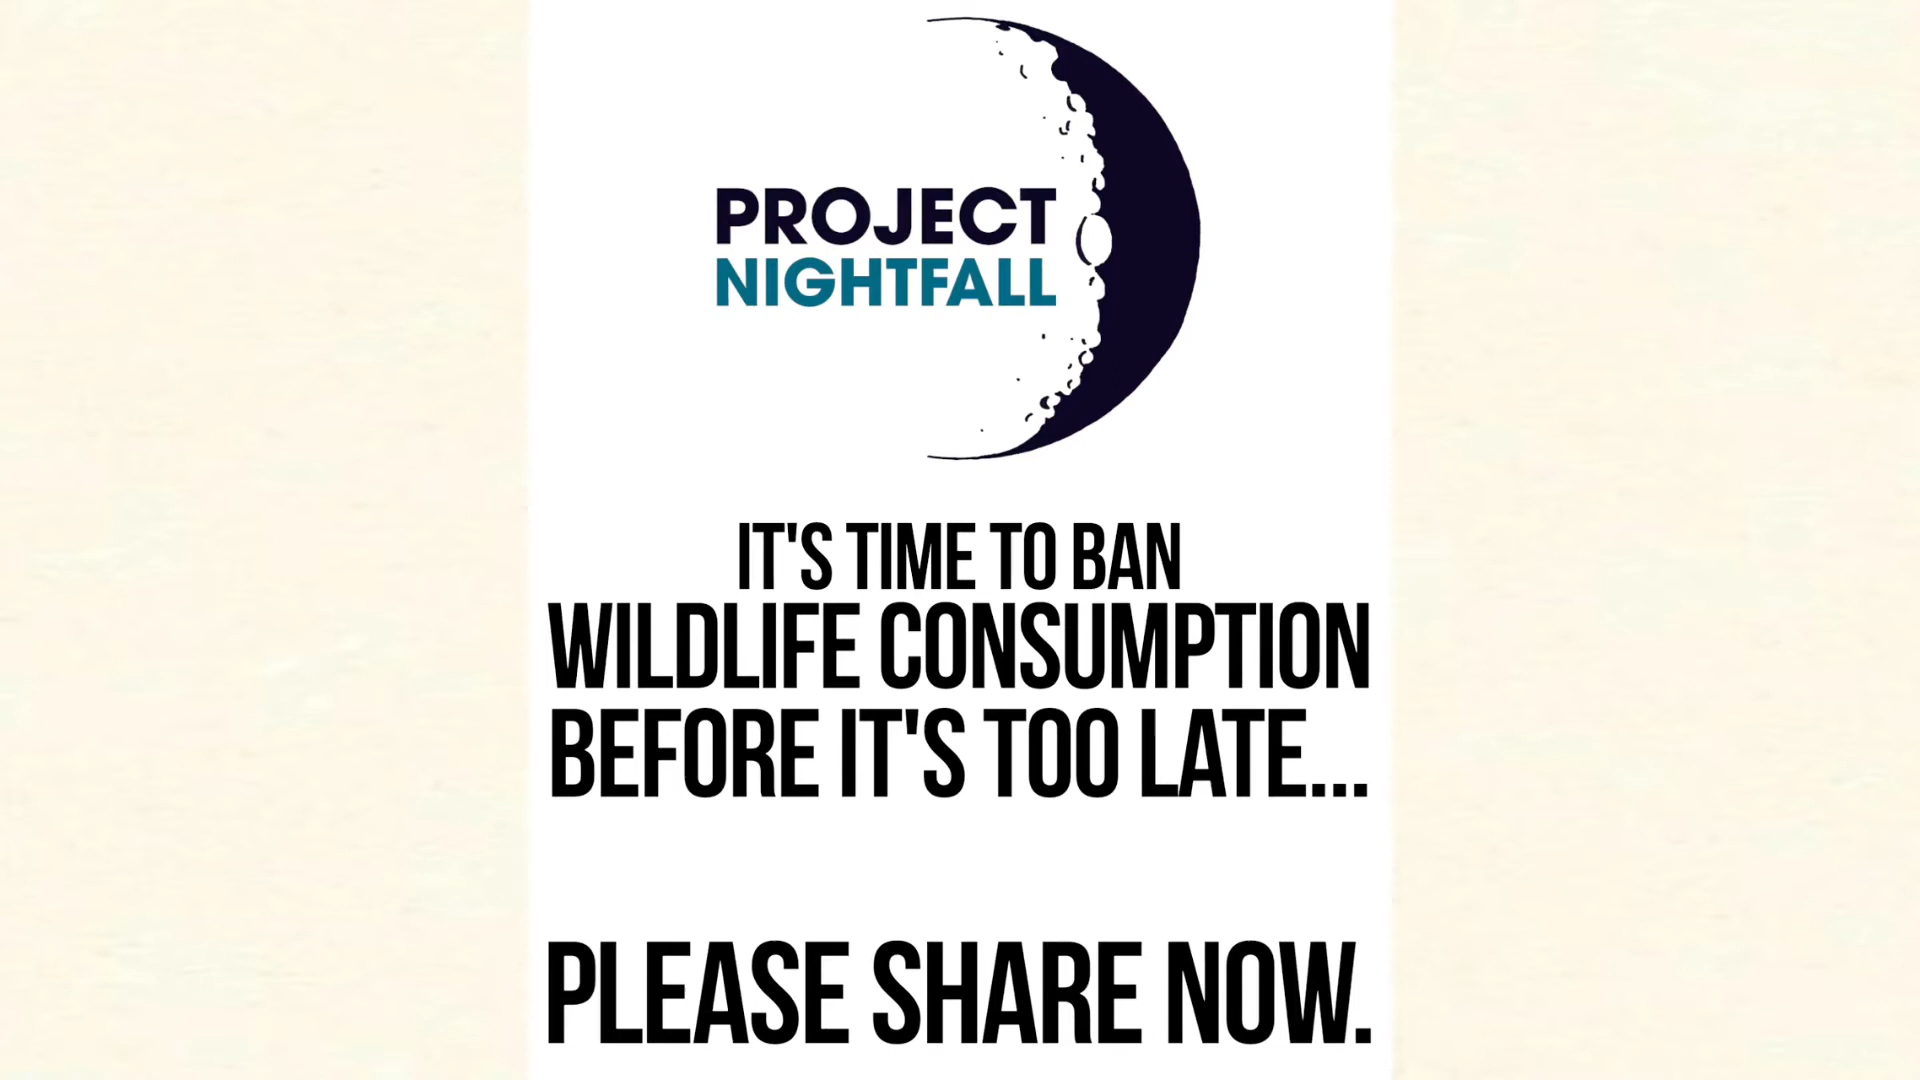 PROJECT
NIGHTFALL
IT'S TIME TO BAN
WILDLIFE CONSUMPTION
BEFORE IT'S TOO LATE...
PLEASE SHARE NOW.